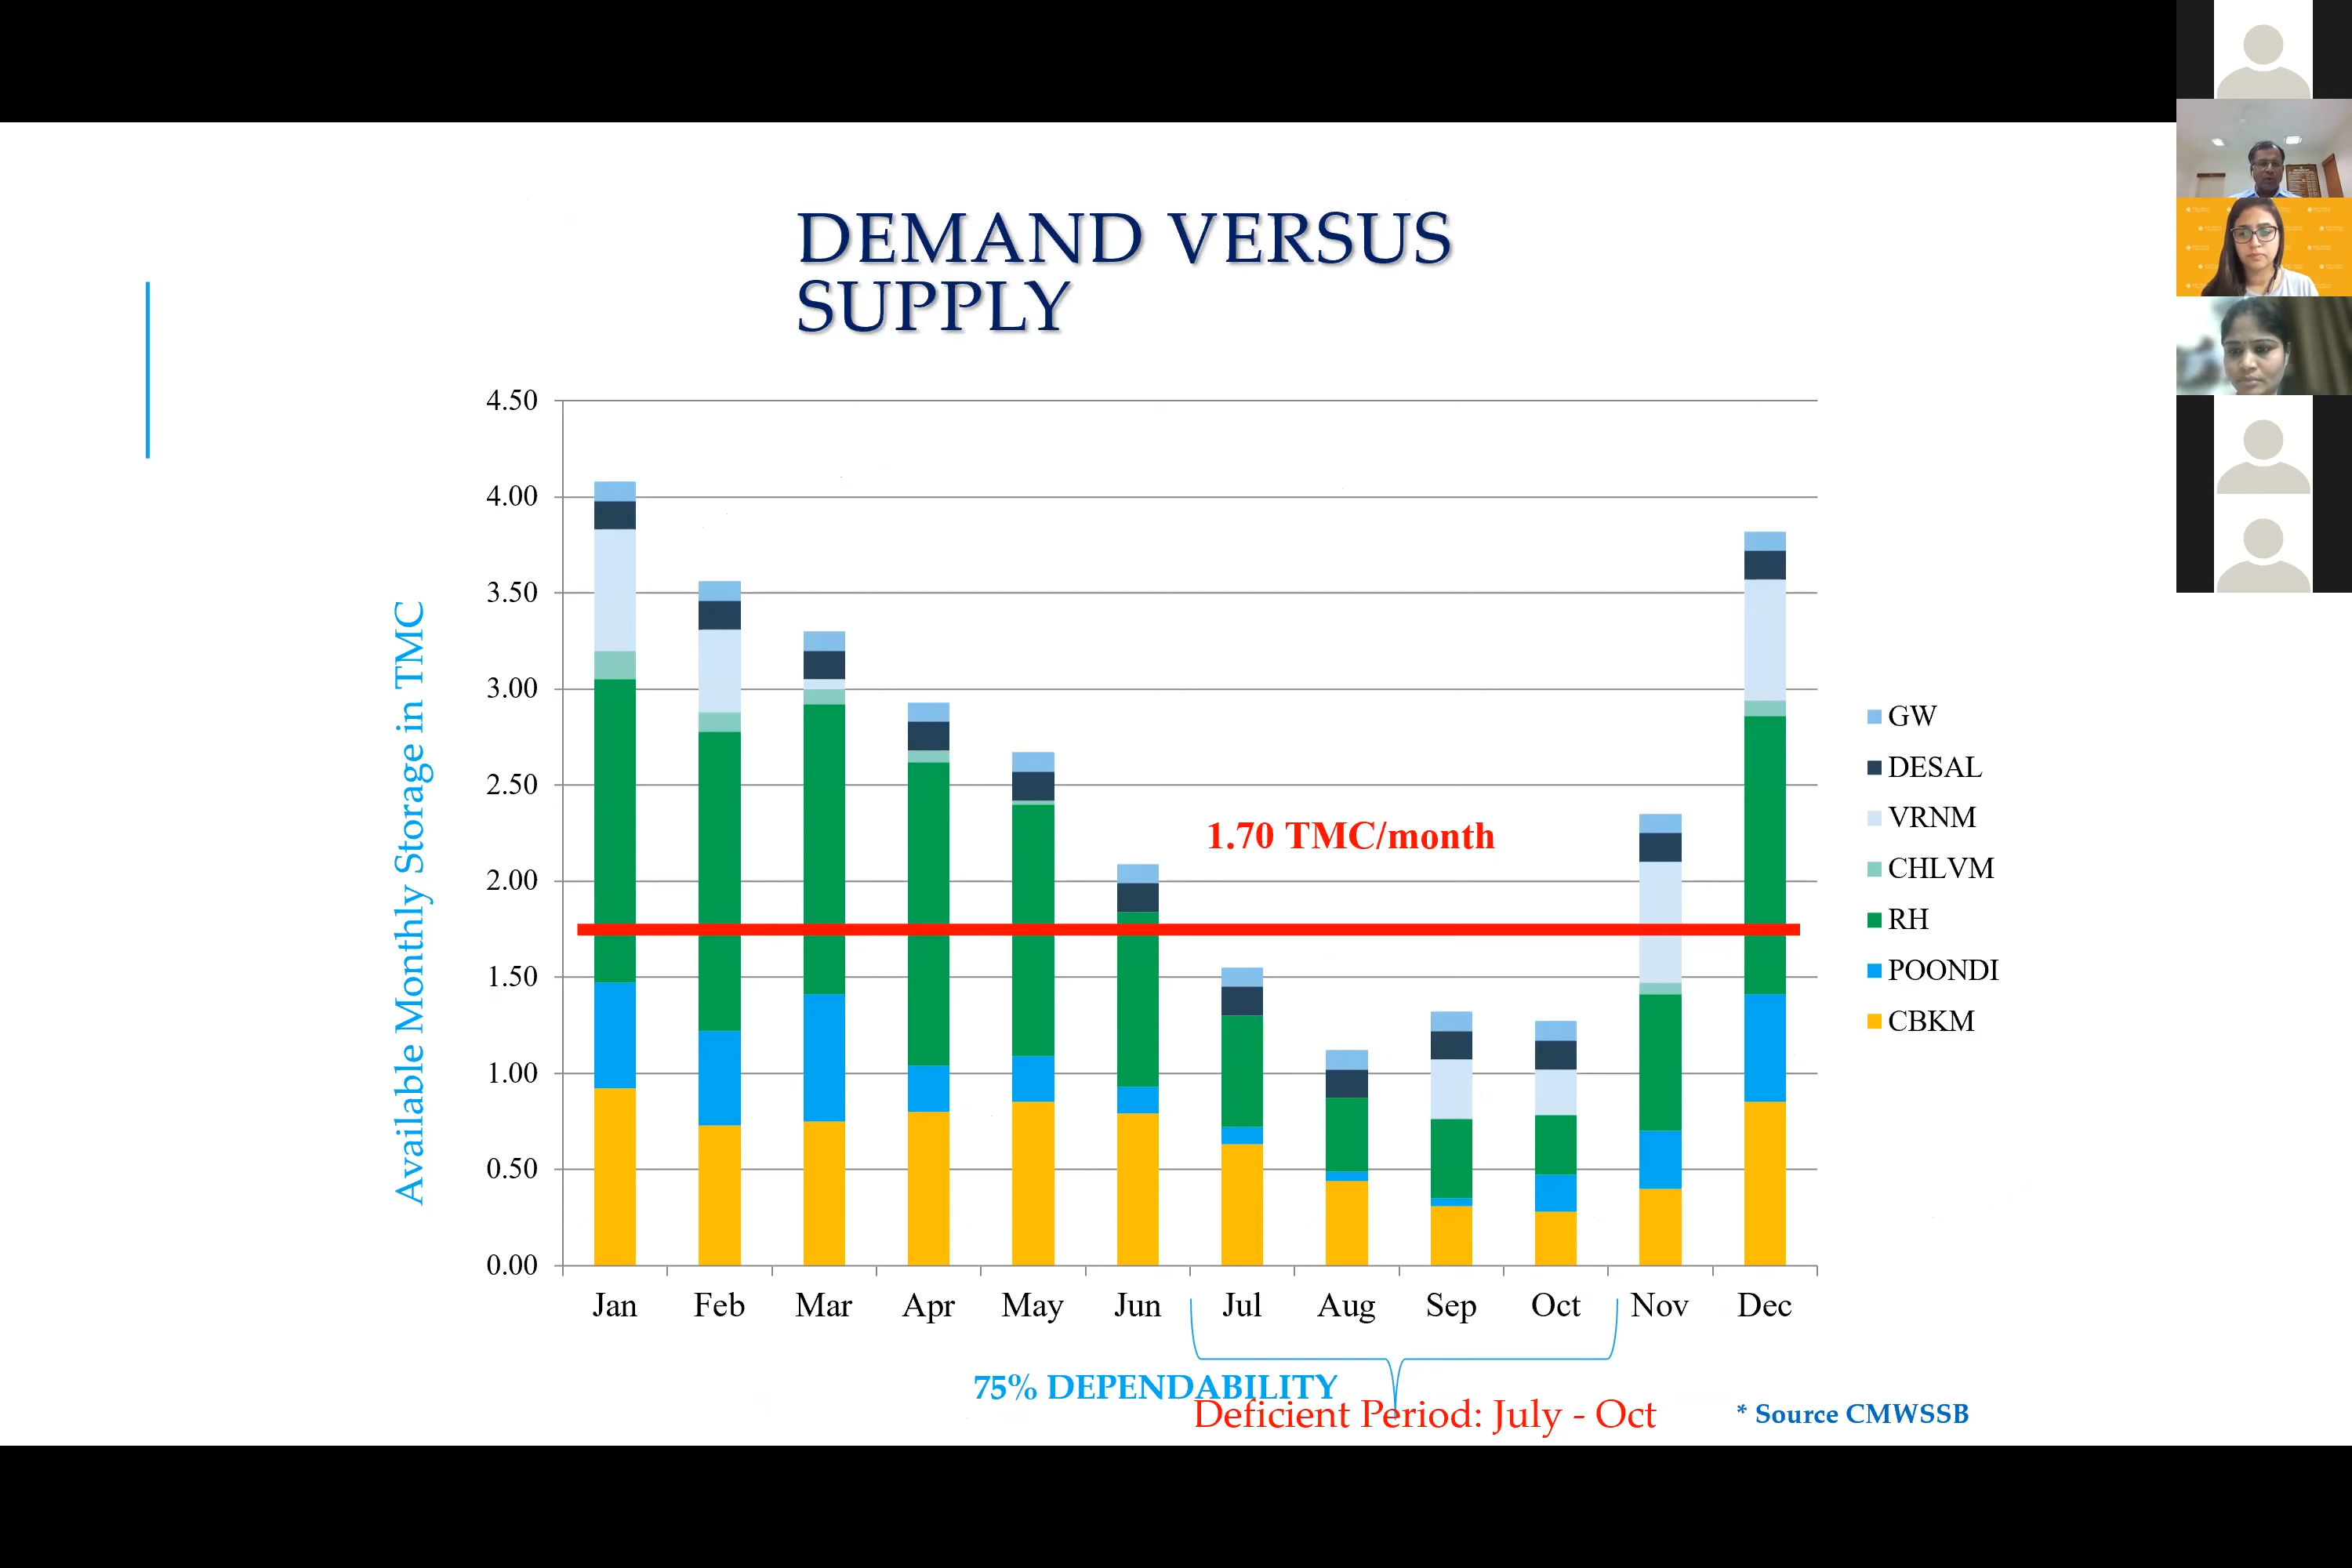 DEMAND VERSUS
SUPPLY
Available Monthly Storage in TMC
4.50
4.00
3.50
3.00
2.50
2.00
1.50
1.00
0.50
0.00
1.70 TMC/month
Jan Feb Mar Apr May Jun Jul Aug Sep Oct Nov Dec
GW
DESAL
VRNM
CHLVM
RH
POONDI
CBKM
75% DEPENDABILITY
Deficient Period: July - Oct
* Source CMWSSB